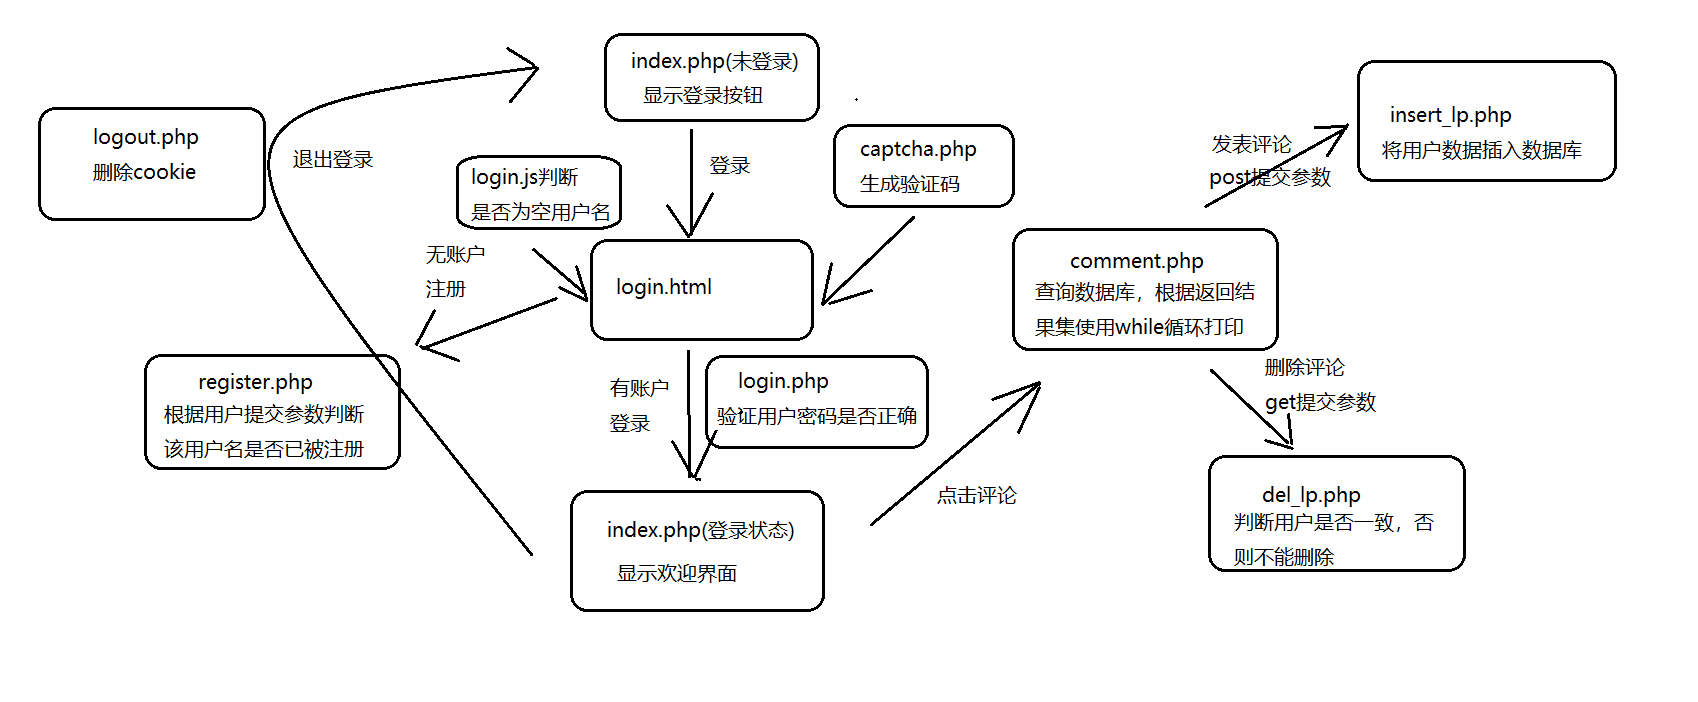 index.php(未登录)
显示登录按钮
logout.php
删除cookie
退出登录
登录
login.js判断
是否为空用户名
captcha.php
生成验证码
insert_lp.php
将用户数据插入数据库
发表评论
post提交参数
无账户
注册
login.html
comment.php
查询数据库，根据返回结
果集使用while循环打印
register.php
根据用户提交参数判断
该用户名是否已被注册
有账户
登录
login.php
验证用户密码是否正确
删除评论
get提交参数
点击评论
index.php(登录状态)
显示欢迎界面
del_lp.php
判断用户是否一致，否
则不能删除